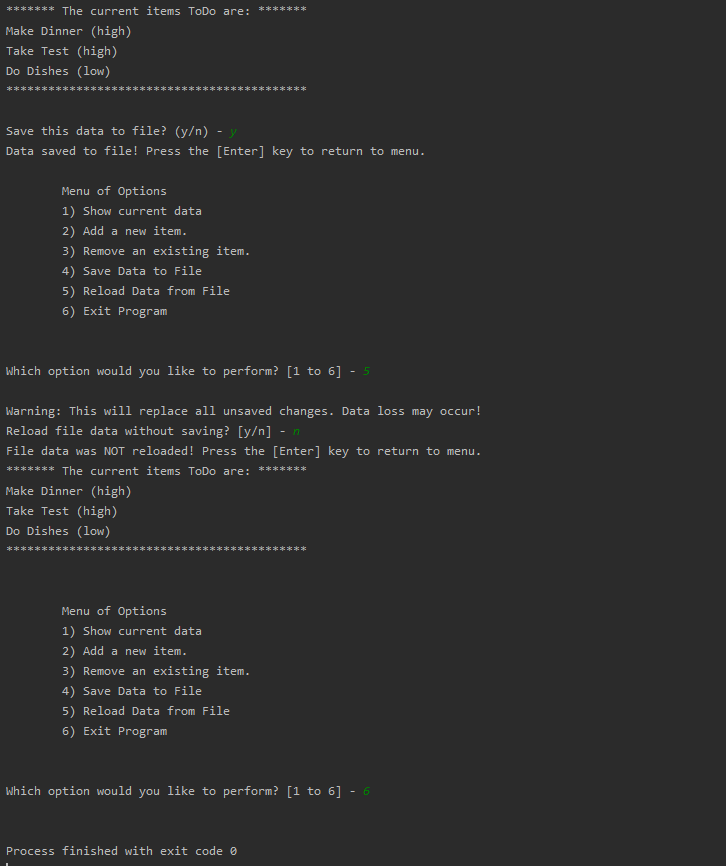 ******* The current items ToDo are: *******
Make Dinner (high)
Take Test (high)
Do Dishes (low)
*******************************************
Save this data to file? (y/n) - y
Data saved to file! Press the [Enter] key to return to menu.
Menu of Options
1) Show current data
2) Add a new item.
3) Remove an existing item.
4) Save Data to File
5) Reload Data from File
6) Exit Program
Which option would you like to perform? [1 to 6] - 5
Warning: This will replace all unsaved changes. Data loss may occur!
Reload file data without saving? [y/n] - n
File data was NOT reloaded! Press the [Enter] key to return to menu.
******* The current items ToDo are: *******
Make Dinner (high)
Take Test (high)
Do Dishes (low)
*******************************************
Menu of Options
1) Show current data
2) Add a new item.
3) Remove an existing item.
4) Save Data to File
5) Reload Data from File
6) Exit Program
Which option would you like to perform? [1 to 6] - 6
Process finished with exit code 0